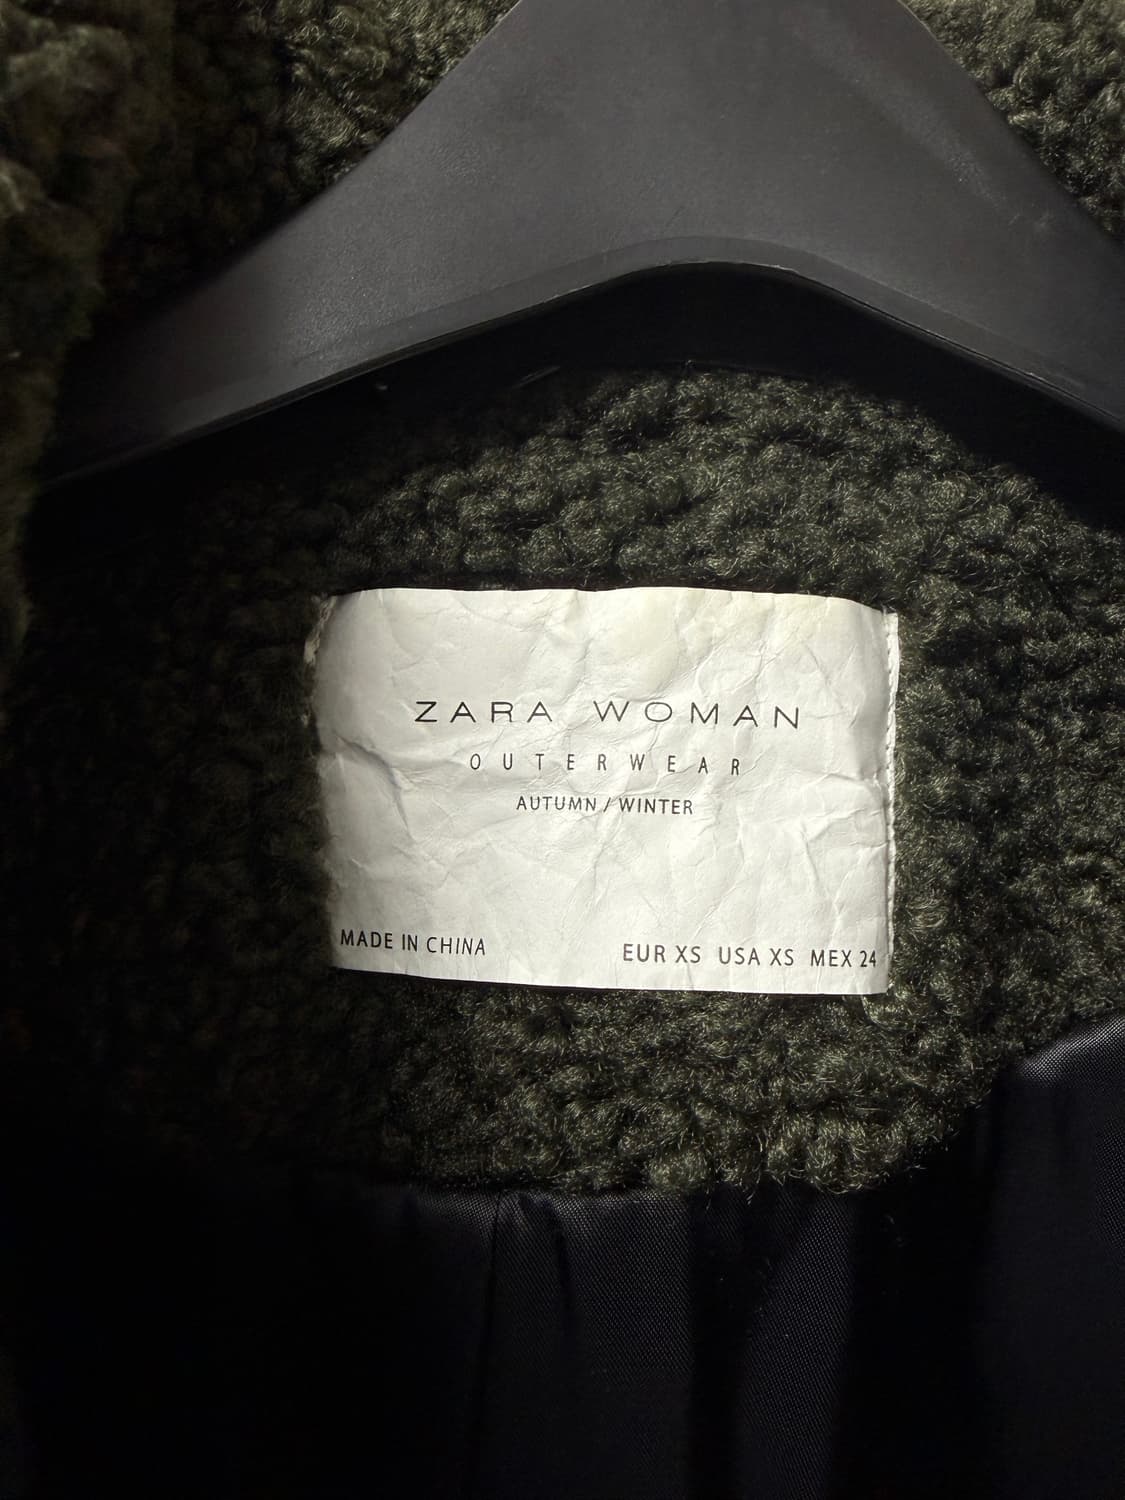 ZARA WOMAN
OUTERWEAR
AUTUMN / WINTER
MADE IN CHINA
EUR XS USA XS MEX 24